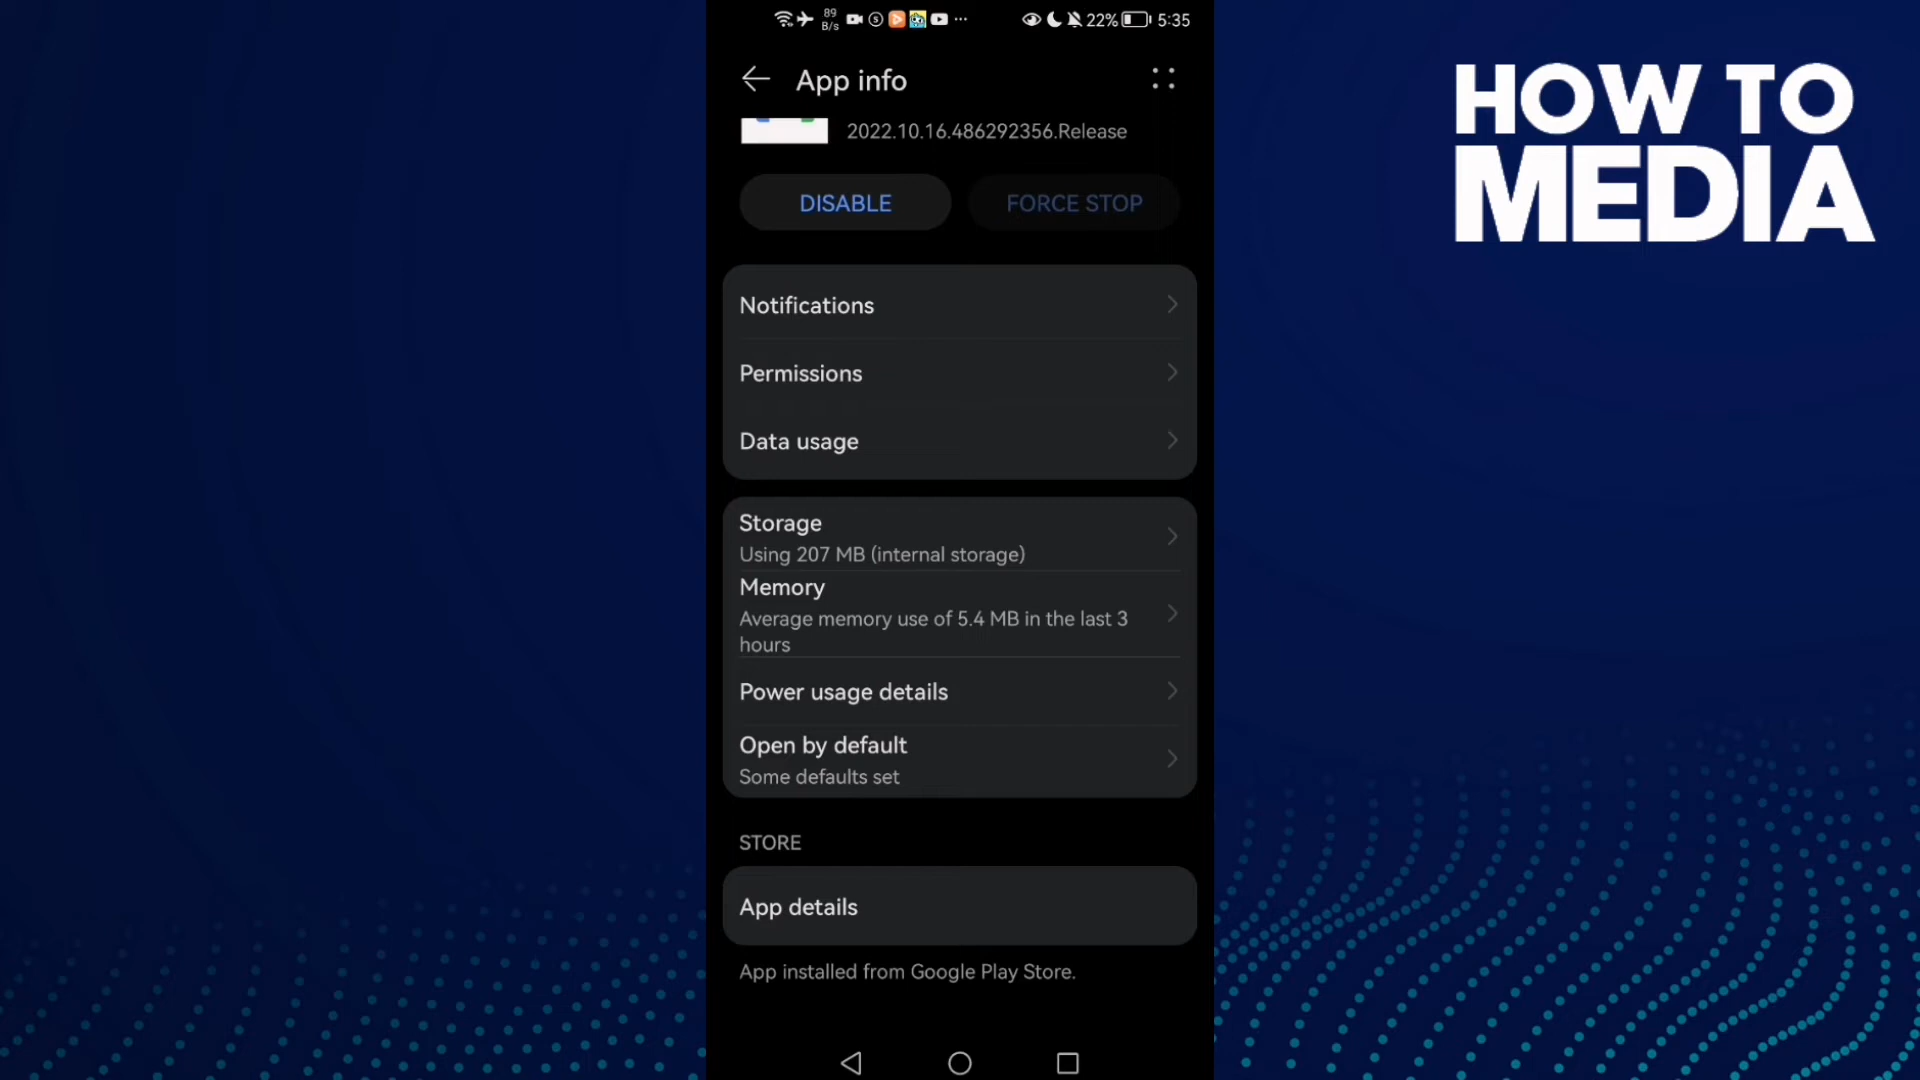 89
B/s
22%
5:35
App info
2022.10.16.486292356.Release
DISABLE
FORCE STOP
Notifications
Permissions
Data usage
Storage
Using 207 MB (internal storage)
Memory
Average memory use of 5.4 MB in the last 3
hours
Power usage details
Open by default
Some defaults set
STORE
App details
App installed from Google Play Store.
HOW TO
MEDIA